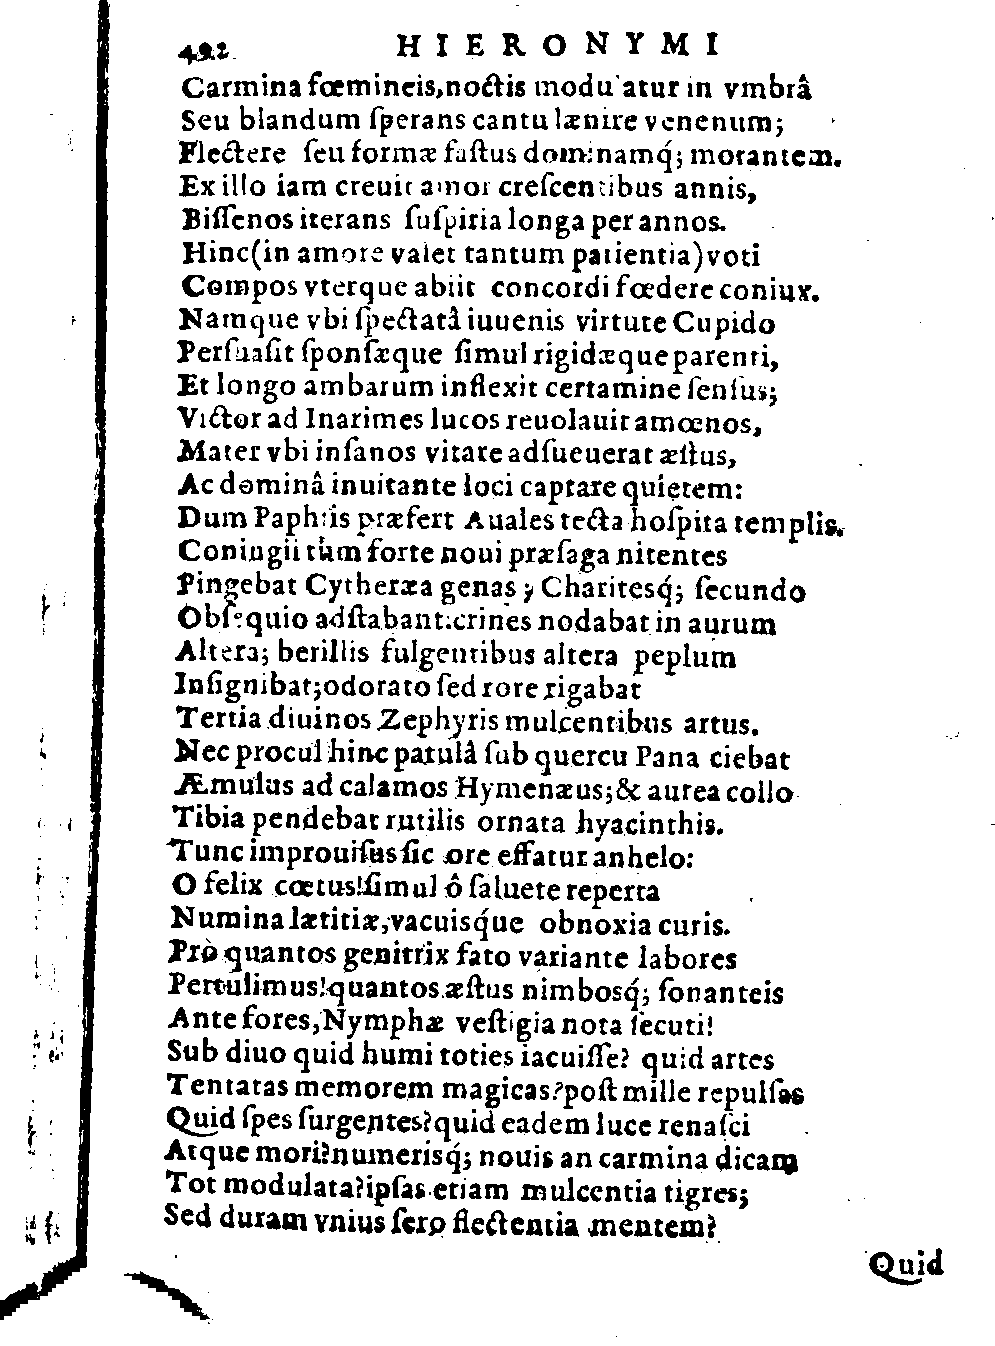 492 HIERONYMI
Carmina fœmineis, noctis modulatur in vmbrâ
Seu blandum ſperans cantu lænire venenum;
Flectere ſeu formæ faſtus dominamq́; morantem.
Ex illo iam creuit amor creſcentibus annis,
Biſſenos iterans ſuſpiria longa per annos.
Hinc (in amore valet tantum patientia) voti
Compos vterque abiit concordi fœdere coniux.
Namque vbi ſpectatâ iuuenis virtute Cupido
Perſuaſit ſponſæque ſimul rigidæque parenti,
Et longo ambarum inflexit certamine ſenſus;
Victor ad Inarimes lucos reuolauit amœnos,
Mater vbi inſanos vitare adſueuerat æſtus,
Ac dominâ inuitante loci captare quietem:
Dum Paphiis præfert Auales tecta hoſpita templis.
Coniugii tùm forte noui præſaga nitentes
Pingebat Cytheræa genas; Charitesq́; ſecundo
Obſequio adſtabant: crines nodabat in aurum
Altera; berillis fulgentibus altera peplum
Inſignibat; odorato ſed rore rigabat
Tertia diuinos Zephyris mulcentibus artus.
Nec procul hinc patulâ ſub quercu Pana ciebat
Æmulus ad calamos Hymenæus; & aurea collo
Tibia pendebat rutilis ornata hyacinthis.
Tunc improuiſus ſic ore effatur anhelo:
O felix cœtus! ſimul ô ſaluete reperta
Numina lætitiæ, vacuisq́ue obnoxia curis.
Prò quantos genitrix fato variante labores
Pertulimus! quantos æſtus nimbosq́; ſonanteis
Ante fores, Nymphæ veſtigia nota ſecuti!
Sub diuo quid humi toties iacuiſſe? quid artes
Tentatas memorem magicas? poſt mille repulſas
Quid ſpes ſurgentes? quid eadem luce renaſci
Atque mori? numerisq́; nouis an carmina dicam
Tot modulata? ipſas etiam mulcentia tigres;
Sed duram vnius ſero flectentia mentem?
Quid